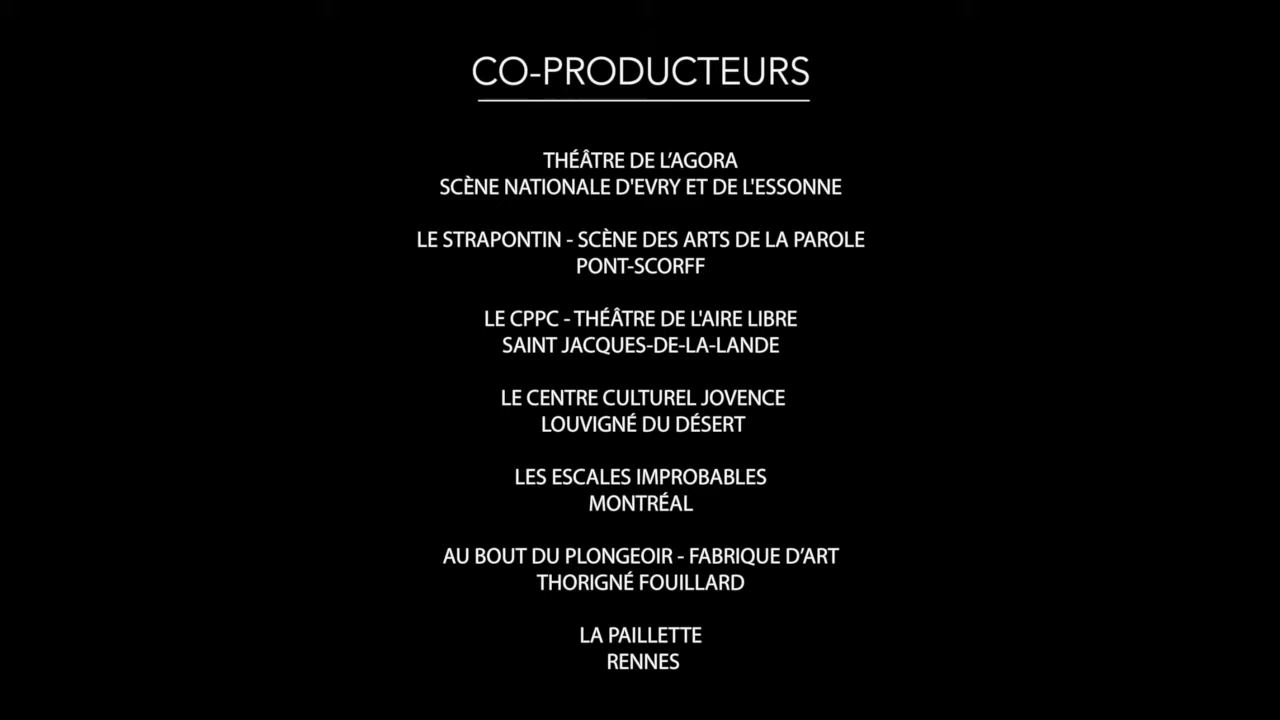 CO-PRODUCTEURS
THÉÂTRE DE L’AGORA
SCÈNE NATIONALE D'EVRY ET DE L'ESSONNE
LE STRAPONTIN - SCÈNE DES ARTS DE LA PAROLE
PONT-SCORFF
LE CPPC - THÉÂTRE DE L'AIRE LIBRE
SAINT JACQUES-DE-LA-LANDE
LE CENTRE CULTUREL JOVENCE
LOUVIGNÉ DU DÉSERT
LES ESCALES IMPROBABLES
MONTRÉAL
AU BOUT DU PLONGEOIR - FABRIQUE D’ART
THORIGNÉ FOUILLARD
LA PAILLETTE
RENNES